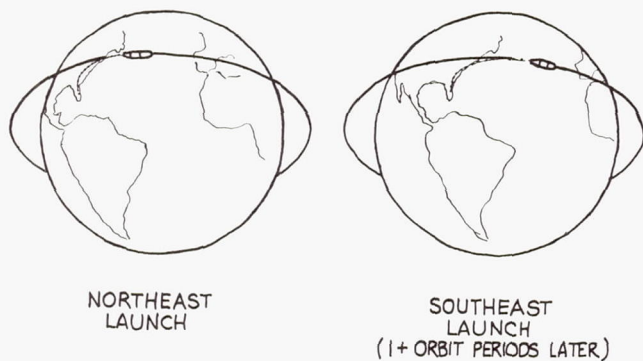 NORTHEAST
LAUNCH
SOUTHEAST
LAUNCH
(1+ ORBIT PERIODS LATER)